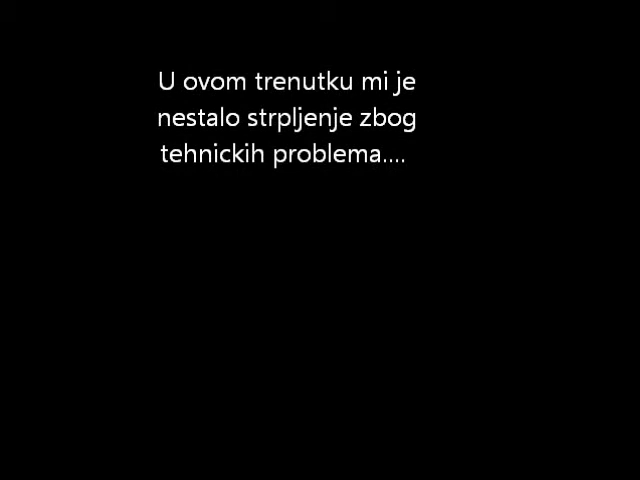 U ovom trenutku mi je
nestalo strpljenje zbog
tehnickih problema....